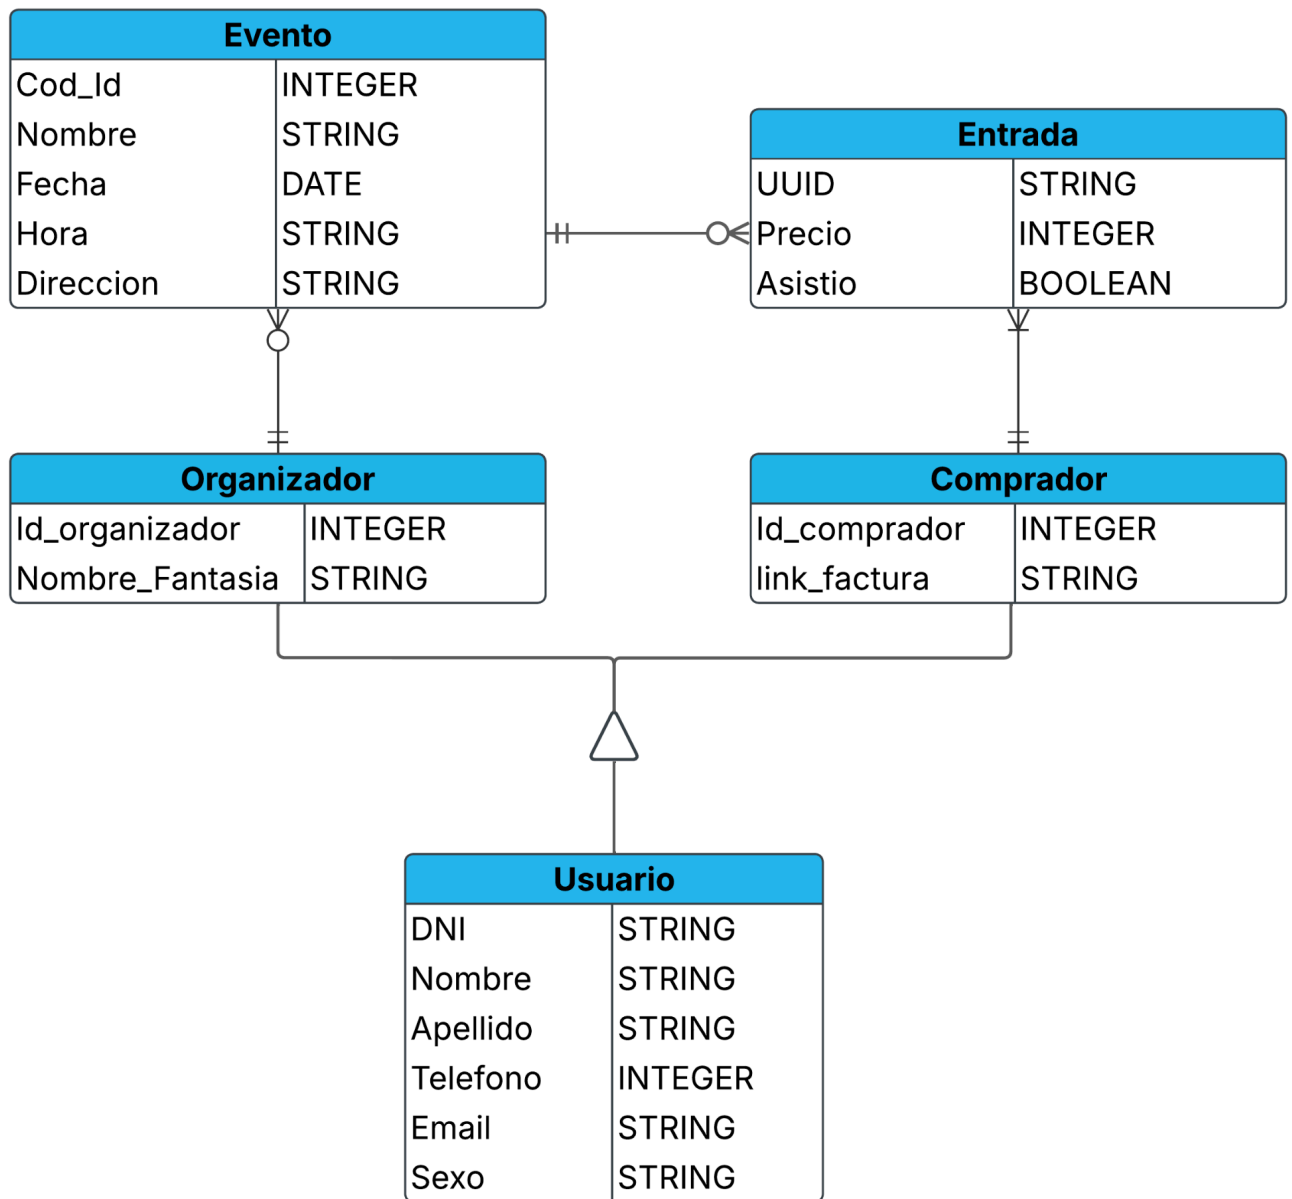 Evento
Cod_Id INTEGER
Nombre STRING
Fecha DATE
Hora STRING
Direccion STRING
Entrada
UUID STRING
Precio INTEGER
Asistio BOOLEAN
Organizador
Id_organizador INTEGER
Nombre_Fantasia STRING
Comprador
Id_comprador INTEGER
link_factura STRING
Usuario
DNI STRING
Nombre STRING
Apellido STRING
Telefono INTEGER
Email STRING
Sexo STRING